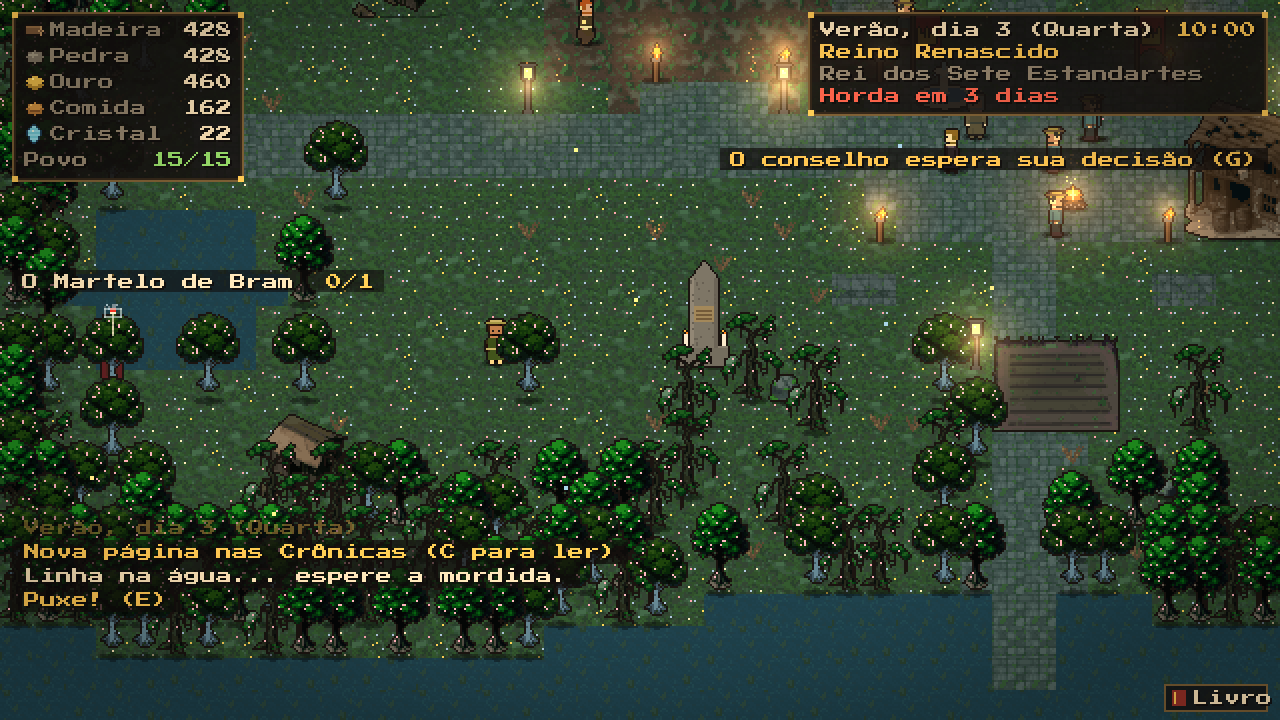 Madeira 428
Pedra 428
Ouro 460
Comida 162
Cristal 22
Povo 15/15
Verão, dia 3 (Quarta) 10:00
Reino Renascido
Rei dos Sete Estandartes
Horda em 3 dias
O conselho espera sua decisão (G)
O Martelo de Bram 0/1
Verão, dia 3 (Quarta)
Nova página nas Crônicas (C para ler)
Linha na água... espere a mordida.
Puxe! (E)
Livro